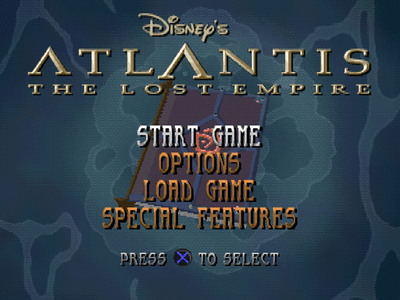 DISNEY'S
ATLANTIS
THE LOST EMPIRE
START GAME
OPTIONS
LOAD GAME
SPECIAL FEATURES
PRESS X TO SELECT